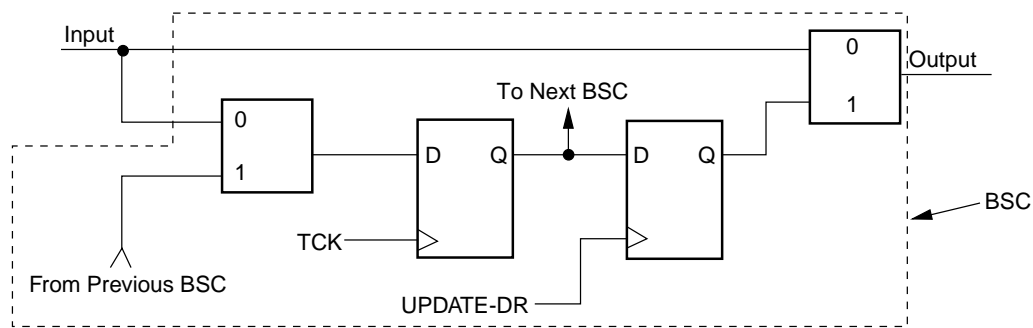 Input
0
Output
To Next BSC
1
0
D
Q
D
Q
1
BSC
TCK
From Previous BSC
UPDATE-DR